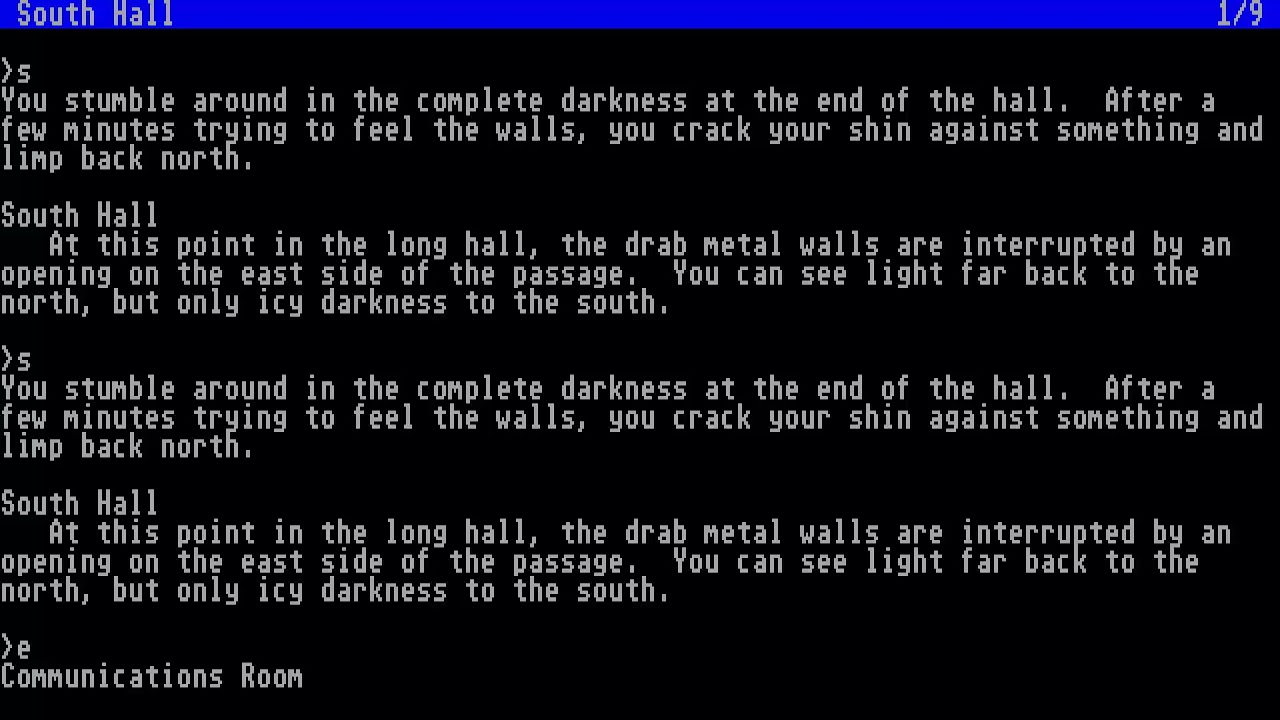 South Hall 1/9
>s
You stumble around in the complete darkness at the end of the hall.  After a
few minutes trying to feel the walls, you crack your shin against something and
limp back north.
South Hall
   At this point in the long hall, the drab metal walls are interrupted by an
opening on the east side of the passage.  You can see light far back to the
north, but only icy darkness to the south.
>s
You stumble around in the complete darkness at the end of the hall.  After a
few minutes trying to feel the walls, you crack your shin against something and
limp back north.
South Hall
   At this point in the long hall, the drab metal walls are interrupted by an
opening on the east side of the passage.  You can see light far back to the
north, but only icy darkness to the south.
>e
Communications Room